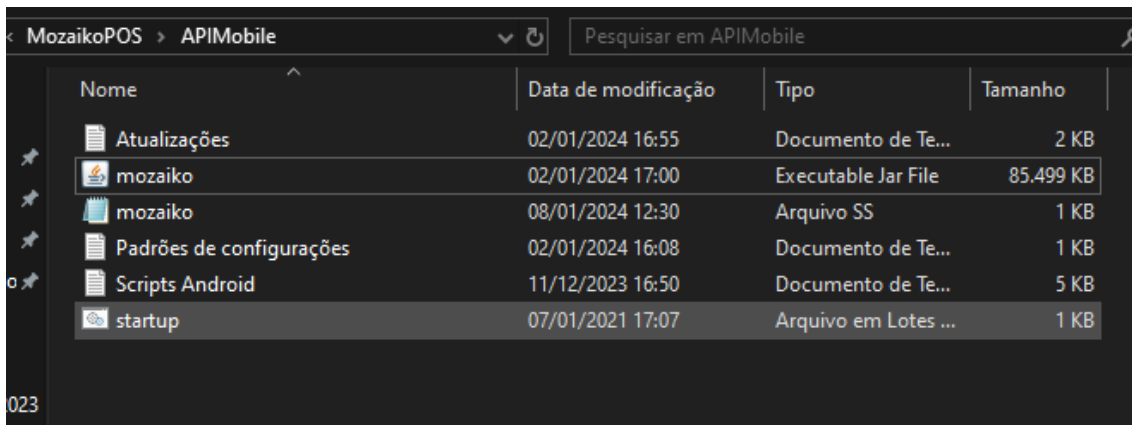 MozaikoPOS > APIMobile Pesquisar em APIMobile
Nome Data de modificação Tipo Tamanho
Atualizações 02/01/2024 16:55 Documento de Te... 2 KB
mozaiko 02/01/2024 17:00 Executable Jar File 85.499 KB
mozaiko 08/01/2024 12:30 Arquivo SS 1 KB
Padrões de configurações 02/01/2024 16:08 Documento de Te... 1 KB
Scripts Android 11/12/2023 16:50 Documento de Te... 5 KB
startup 07/01/2021 17:07 Arquivo em Lotes ... 1 KB